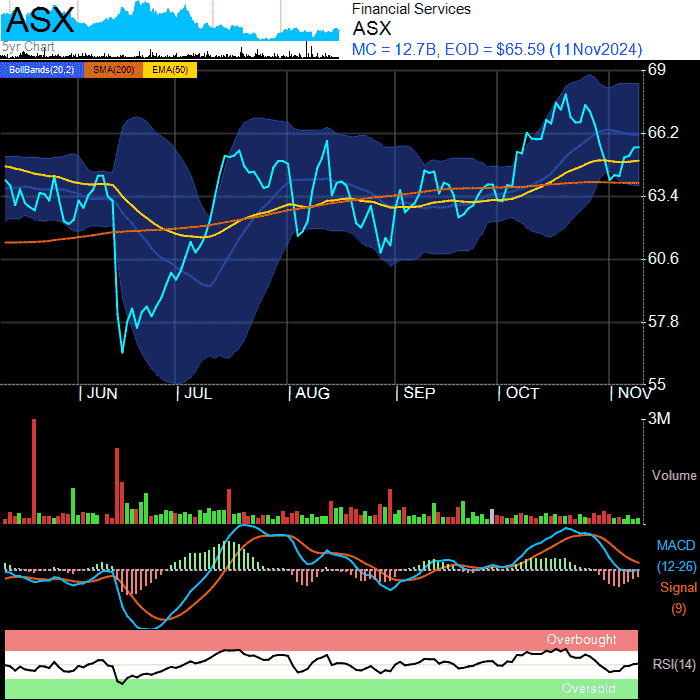 ASX
5yr Chart
Financial Services
ASX
MC = 12.7B, EOD = $65.59 (11Nov2024)
BollBands(20,2) SMA(200) EMA(50)
69
66.2
63.4
60.6
57.8
55
JUN JUL AUG SEP OCT NOV
3M
Volume
MACD
(12-26)
Signal
(9)
Overbought
RSI(14)
Oversold